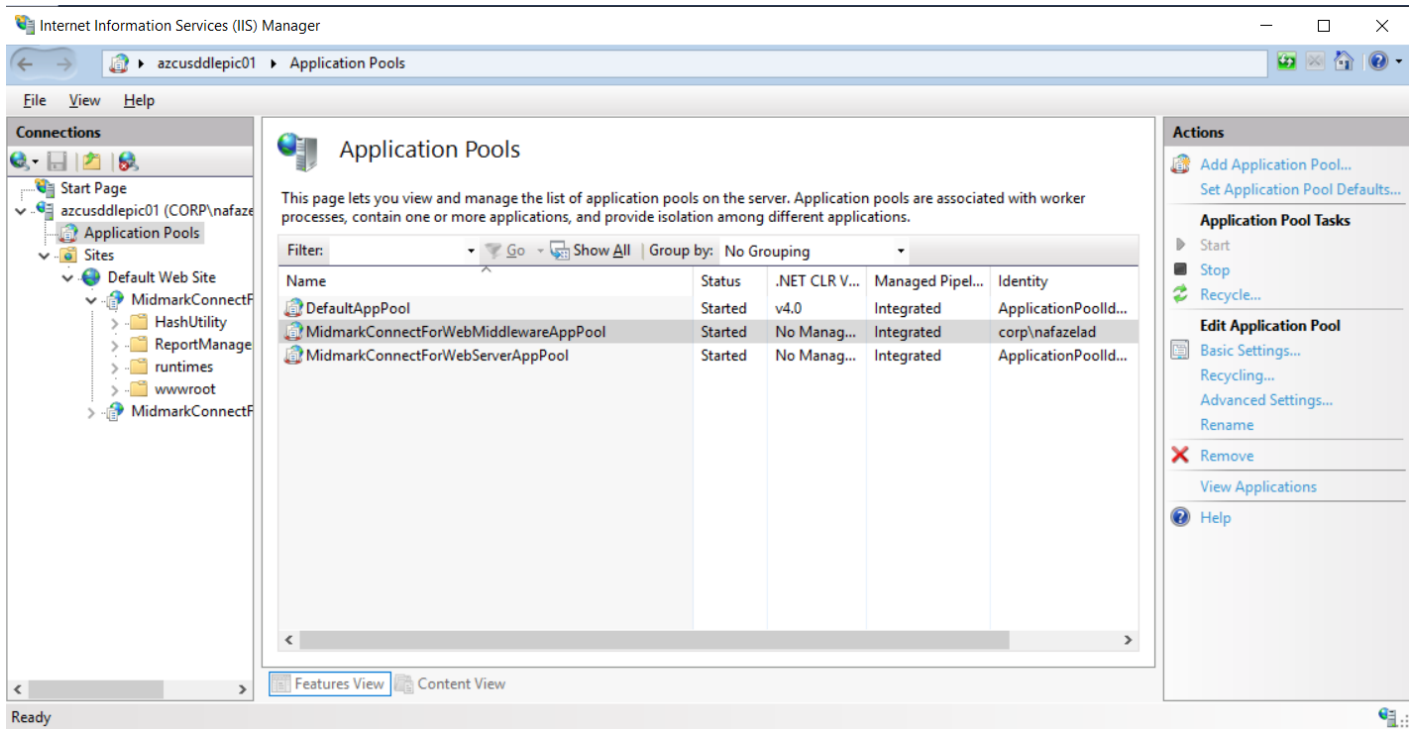 Internet Information Services (IIS) Manager
azcusddlepic01 Application Pools
File View Help
Connections
Start Page
azcusddlepic01 (CORP\nafaze
Application Pools
Sites
Default Web Site
MidmarkConnectF
HashUtility
ReportManage
runtimes
wwwroot
MidmarkConnectF
Application Pools
This page lets you view and manage the list of application pools on the server. Application pools are associated with worker
processes, contain one or more applications, and provide isolation among different applications.
Filter: Go Show All Group by: No Grouping
Name Status .NET CLR V... Managed Pipel... Identity
DefaultAppPool Started v4.0 Integrated ApplicationPoolId...
MidmarkConnectForWebMiddlewareAppPool Started No Manag... Integrated corp\nafazelad
MidmarkConnectForWebServerAppPool Started No Manag... Integrated ApplicationPoolId...
Features View Content View
Actions
Add Application Pool...
Set Application Pool Defaults...
Application Pool Tasks
Start
Stop
Recycle...
Edit Application Pool
Basic Settings...
Recycling...
Advanced Settings...
Rename
Remove
View Applications
Help
Ready